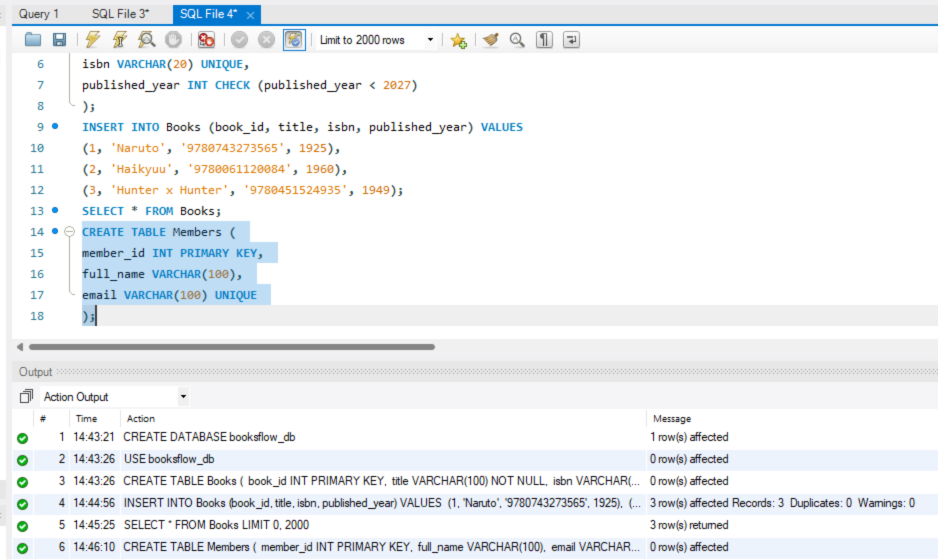 Query 1 SQL File 3* SQL File 4* ×
Limit to 2000 rows
6 isbn VARCHAR(20) UNIQUE,
7 published_year INT CHECK (published_year < 2027)
8 );
9 INSERT INTO Books (book_id, title, isbn, published_year) VALUES
10 (1, 'Naruto', '9780743273565', 1925),
11 (2, 'Haikyuu', '9780061120084', 1960),
12 (3, 'Hunter x Hunter', '9780451524935', 1949);
13 SELECT * FROM Books;
14 CREATE TABLE Members (
15 member_id INT PRIMARY KEY,
16 full_name VARCHAR(100),
17 email VARCHAR(100) UNIQUE
18 );
Output
Action Output
# Time Action Message
1 14:43:21 CREATE DATABASE booksflow_db 1 row(s) affected
2 14:43:26 USE booksflow_db 0 row(s) affected
3 14:43:26 CREATE TABLE Books ( book_id INT PRIMARY KEY, title VARCHAR(100) NOT NULL, isbn VARCHAR(... 0 row(s) affected
4 14:44:56 INSERT INTO Books (book_id, title, isbn, published_year) VALUES (1, 'Naruto', '9780743273565', 1925), (... 3 row(s) affected Records: 3 Duplicates: 0 Warnings: 0
5 14:45:25 SELECT * FROM Books LIMIT 0, 2000 3 row(s) returned
6 14:46:10 CREATE TABLE Members ( member_id INT PRIMARY KEY, full_name VARCHAR(100), email VARCHAR... 0 row(s) affected